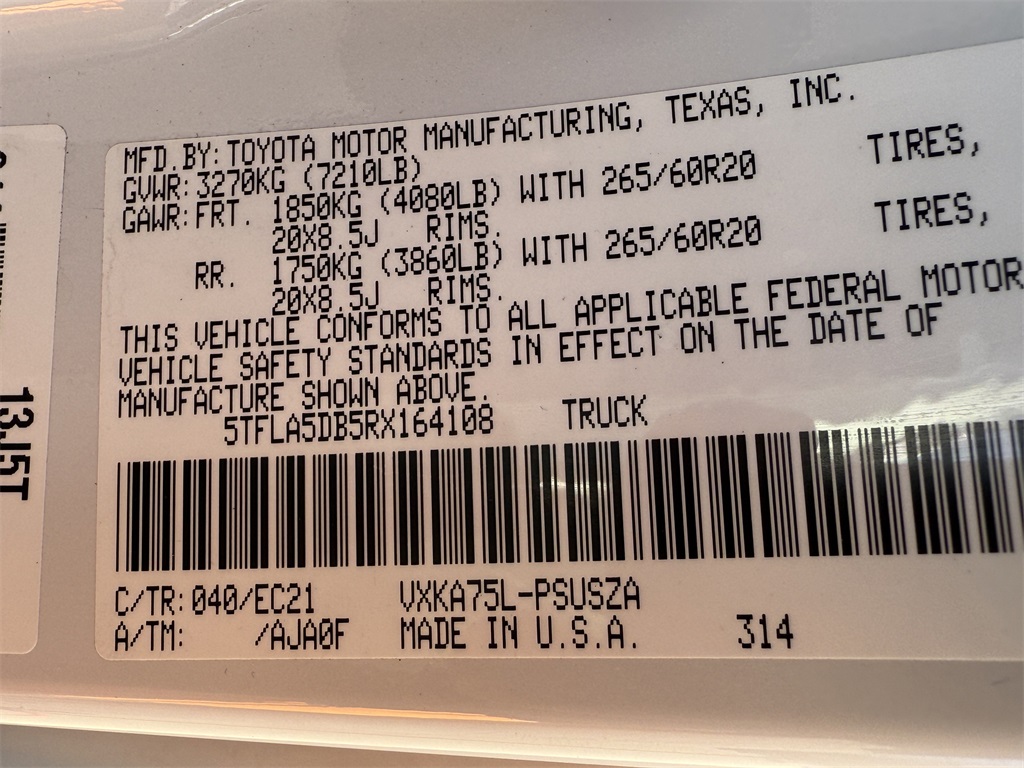 MFD.BY:TOYOTA MOTOR MANUFACTURING, TEXAS, INC.
GVWR:3270KG (7210LB)
GAWR:FRT. 1850KG (4080LB) WITH 265/60R20 TIRES,
20X8.5J RIMS.
RR. 1750KG (3860LB) WITH 265/60R20 TIRES,
20X8.5J RIMS.
THIS VEHICLE CONFORMS TO ALL APPLICABLE FEDERAL MOTOR
VEHICLE SAFETY STANDARDS IN EFFECT ON THE DATE OF
MANUFACTURE SHOWN ABOVE.
5TFLA5DB5RX164108 TRUCK
C/TR:040/EC21 VXKA75L-PSUSZA
A/TM: /AJA0F MADE IN U.S.A. 314
13J5T